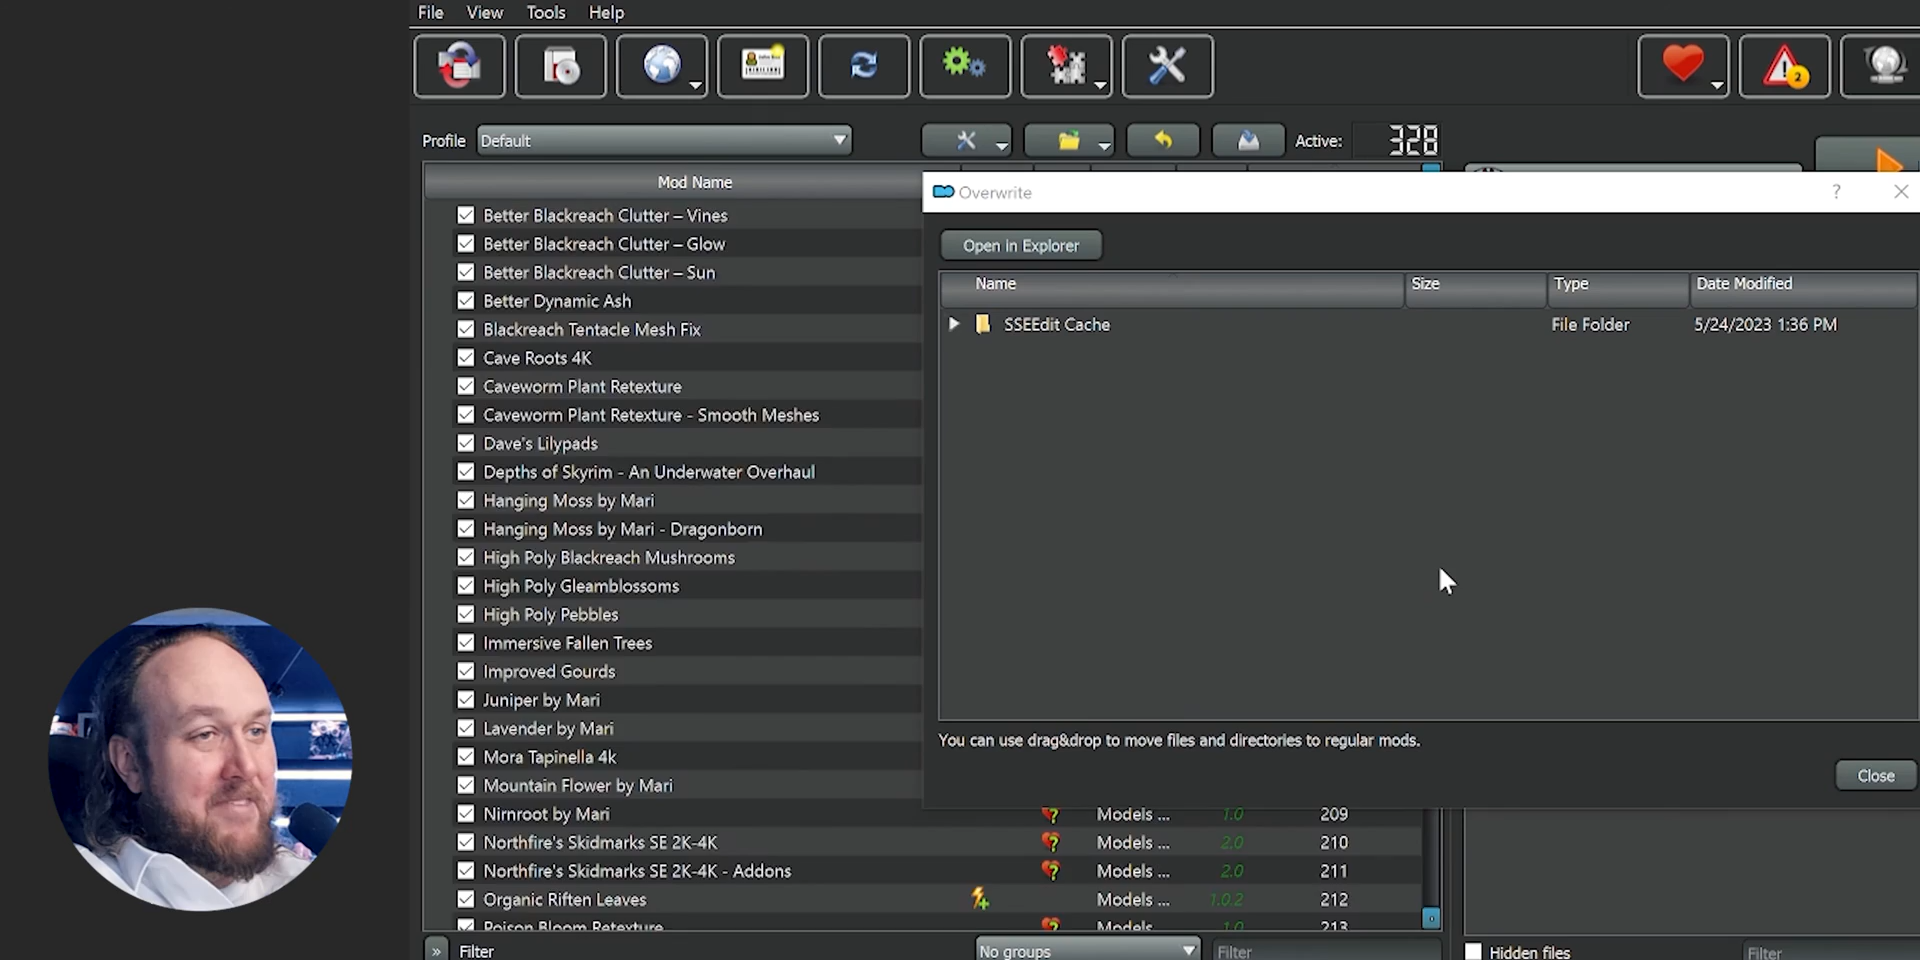 File View Tools Help
2
Profile Default Active: 328
Mod Name
Overwrite ?
Open in Explorer
Name Size Type Date Modified
SSEEdit Cache File Folder 5/24/2023 1:36 PM
You can use drag&drop to move files and directories to regular mods.
Close
Better Blackreach Clutter – Vines
Better Blackreach Clutter – Glow
Better Blackreach Clutter – Sun
Better Dynamic Ash
Blackreach Tentacle Mesh Fix
Cave Roots 4K
Caveworm Plant Retexture
Caveworm Plant Retexture - Smooth Meshes
Dave's Lilypads
Depths of Skyrim - An Underwater Overhaul
Hanging Moss by Mari
Hanging Moss by Mari - Dragonborn
High Poly Blackreach Mushrooms
High Poly Gleamblossoms
High Poly Pebbles
Immersive Fallen Trees
Improved Gourds
Juniper by Mari
Lavender by Mari
Mora Tapinella 4k
Mountain Flower by Mari
Nirnroot by Mari Models ... 1.0 209
Northfire's Skidmarks SE 2K-4K Models ... 2.0 210
Northfire's Skidmarks SE 2K-4K - Addons Models ... 2.0 211
Organic Riften Leaves Models ... 1.0.2 212
Poison Bloom Retexture Models ... 1.0 213
» Filter No groups Filter Hidden files Filter